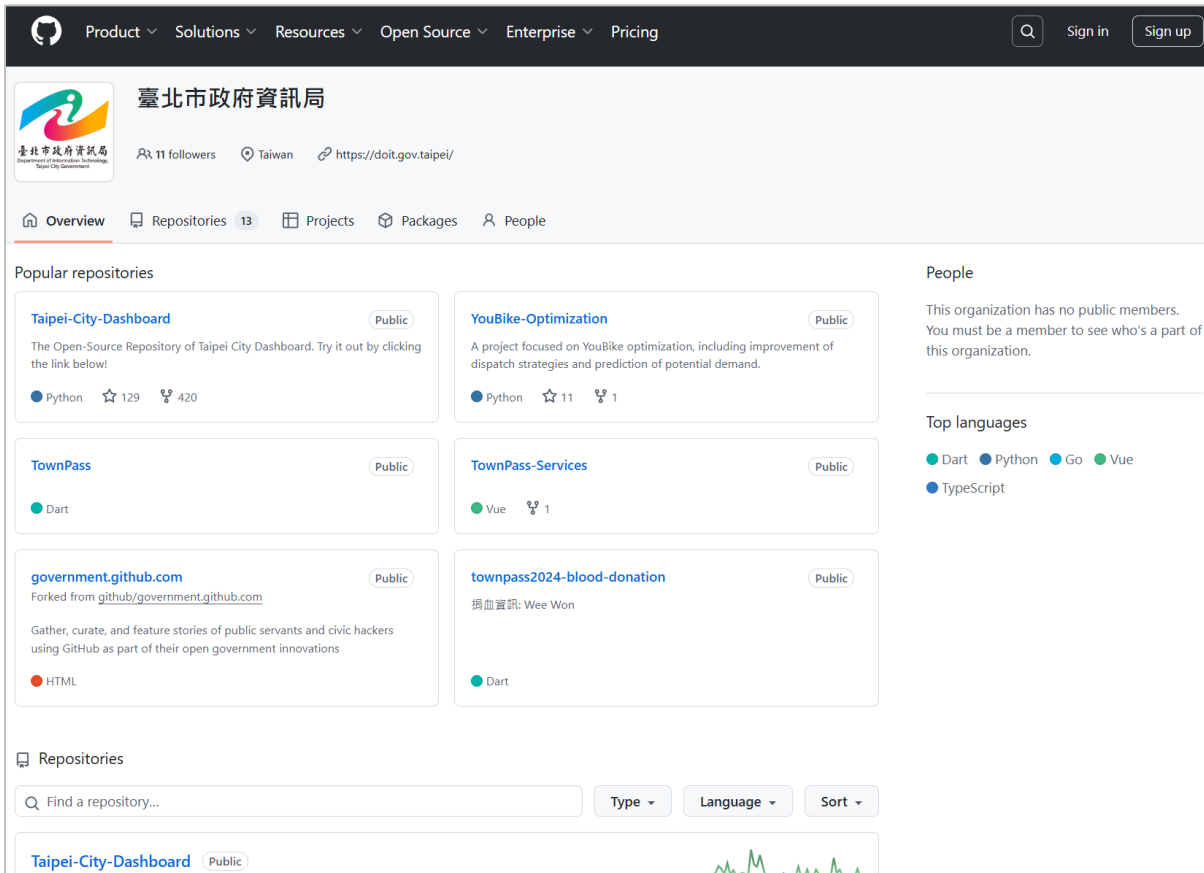 Product Solutions Resources Open Source Enterprise Pricing Sign in Sign up
臺北市政府資訊局
臺北市政府資訊局
Department of Information Technology,
Taipei City Government
11 followers Taiwan https://doit.gov.taipei/
Overview Repositories 13 Projects Packages People
Popular repositories
Taipei-City-Dashboard Public
The Open-Source Repository of Taipei City Dashboard. Try it out by clicking
the link below!
Python 129 420
YouBike-Optimization Public
A project focused on YouBike optimization, including improvement of
dispatch strategies and prediction of potential demand.
Python 11 1
TownPass Public
Dart
TownPass-Services Public
Vue 1
government.github.com Public
Forked from github/government.github.com
Gather, curate, and feature stories of public servants and civic hackers
using GitHub as part of their open government innovations
HTML
townpass2024-blood-donation Public
捐血資訊: Wee Won
Dart
People
This organization has no public members.
You must be a member to see who's a part of
this organization.
Top languages
Dart Python Go Vue
TypeScript
Repositories
Find a repository... Type Language Sort
Taipei-City-Dashboard Public